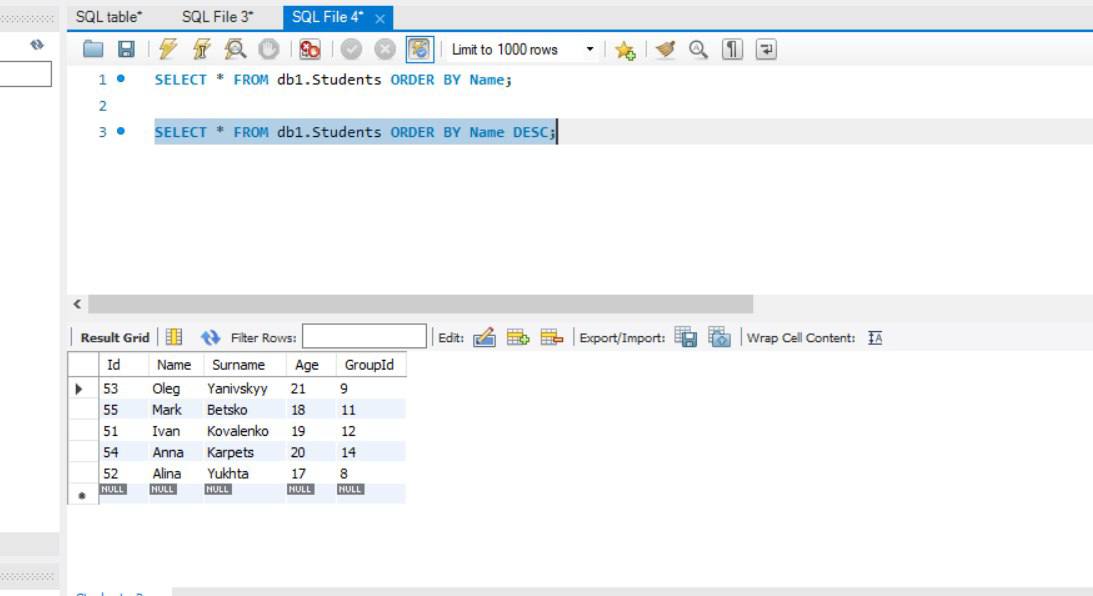 SQL table* SQL File 3* SQL File 4* ×
Limit to 1000 rows
1 SELECT * FROM db1.Students ORDER BY Name;
2
3 SELECT * FROM db1.Students ORDER BY Name DESC;
Result Grid Filter Rows: Edit: Export/Import: Wrap Cell Content: IA
Id Name Surname Age GroupId
53 Oleg Yanivskyy 21 9
55 Mark Betsko 18 11
51 Ivan Kovalenko 19 12
54 Anna Karpets 20 14
52 Alina Yukhta 17 8
NULL NULL NULL NULL NULL